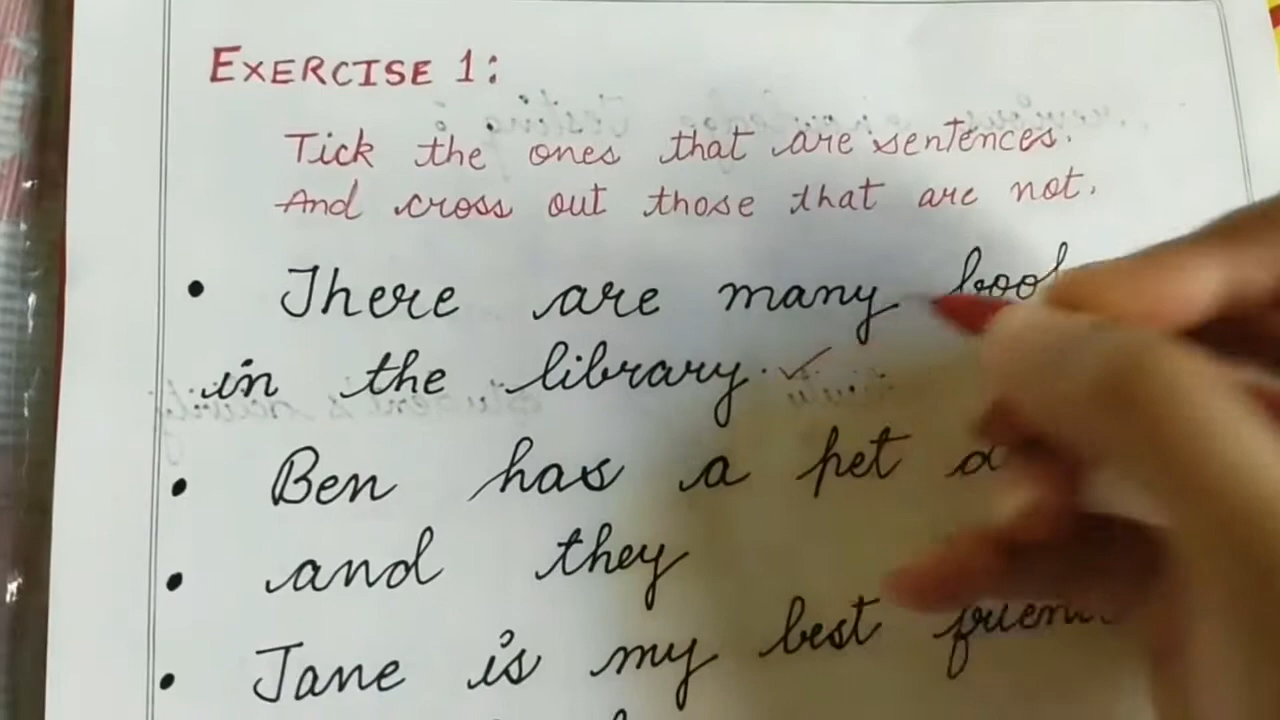 EXERCISE 1:
Tick the ones that are sentences.
And cross out those that are not.
• There are many
in the library. ✓
• Ben has a pet
• and they
• Jane is my best